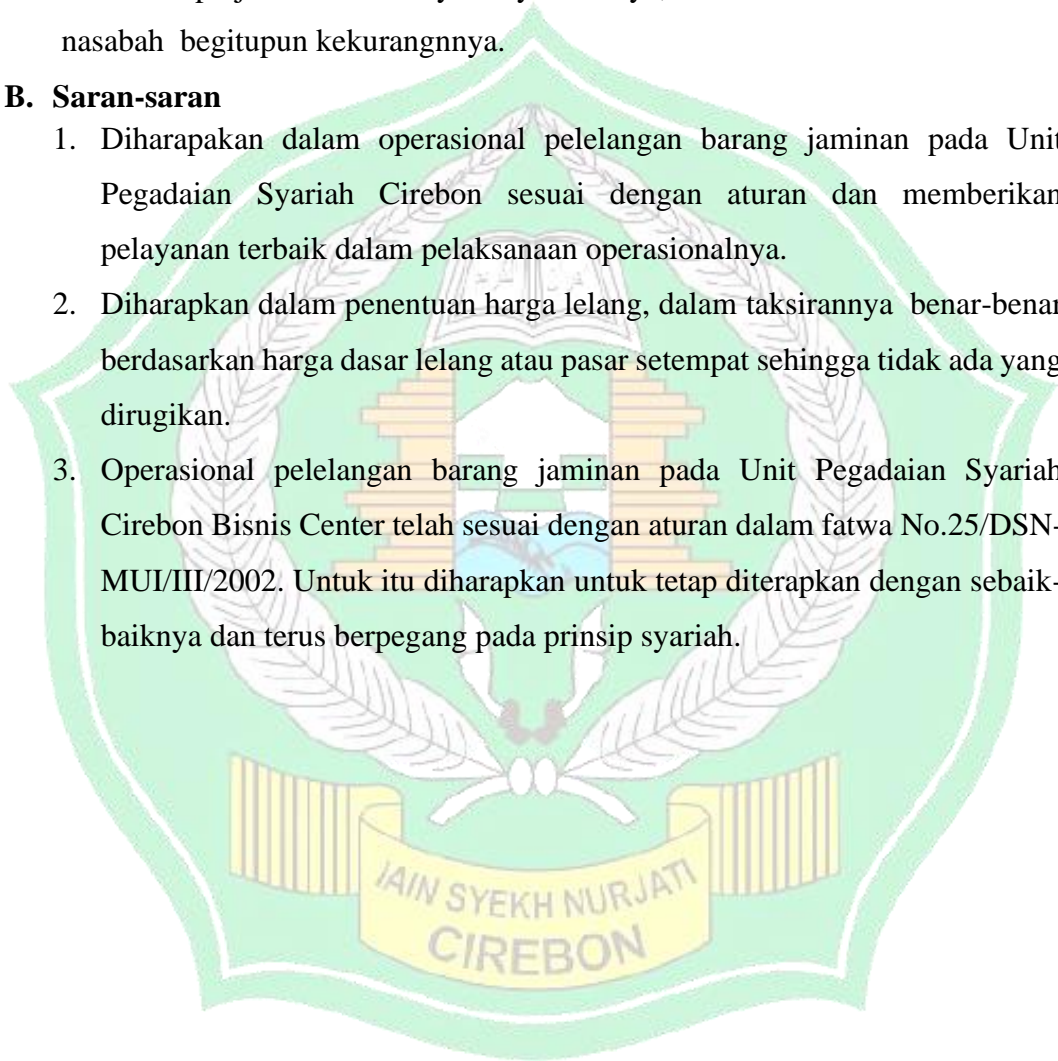 nasabah begitupun kekurangnnya.
B. Saran-saran
1. Diharapakan dalam operasional pelelangan barang jaminan pada Unit
Pegadaian Syariah Cirebon sesuai dengan aturan dan memberikan
pelayanan terbaik dalam pelaksanaan operasionalnya.
2. Diharapkan dalam penentuan harga lelang, dalam taksirannya benar-benar
berdasarkan harga dasar lelang atau pasar setempat sehingga tidak ada yang
dirugikan.
3. Operasional pelelangan barang jaminan pada Unit Pegadaian Syariah
Cirebon Bisnis Center telah sesuai dengan aturan dalam fatwa No.25/DSN-
MUI/III/2002. Untuk itu diharapkan untuk tetap diterapkan dengan sebaik-
baiknya dan terus berpegang pada prinsip syariah.
IAIN SYEKH NURJATI
CIREBON